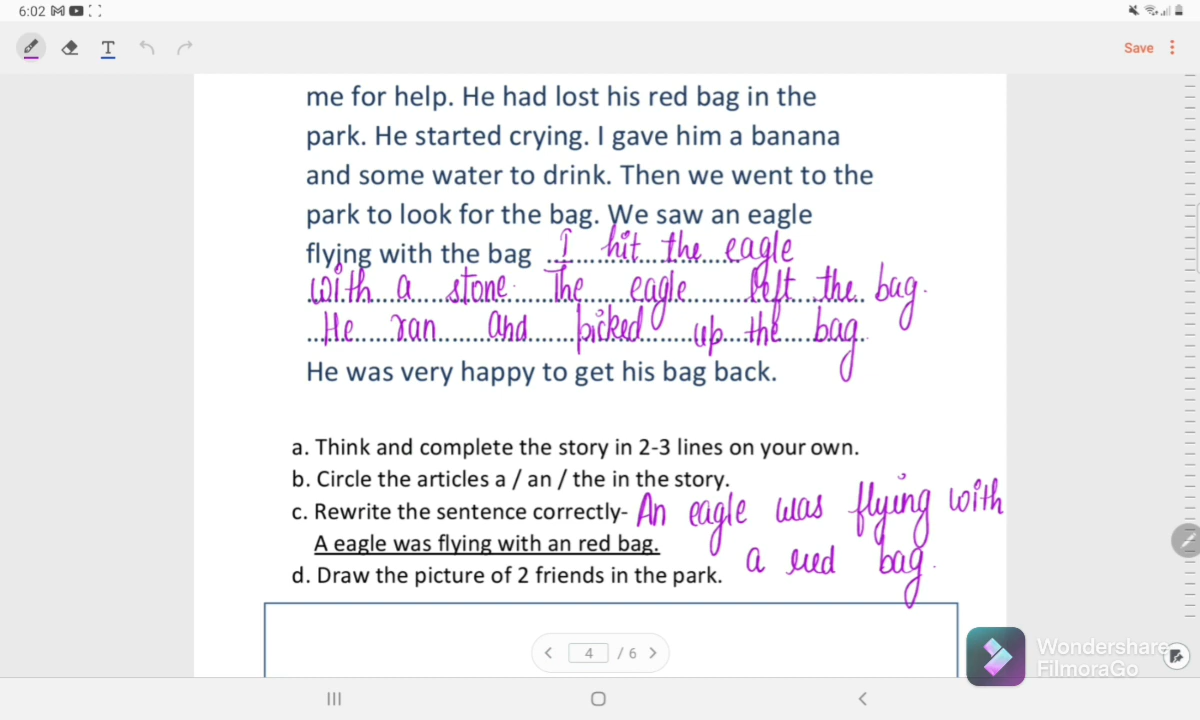 6:02
Save
me for help. He had lost his red bag in the
park. He started crying. I gave him a banana
and some water to drink. Then we went to the
park to look for the bag. We saw an eagle
flying with the bag I hit the eagle
with a stone. The eagle left the bag.
He ran and picked up the bag.
He was very happy to get his bag back.
a. Think and complete the story in 2-3 lines on your own.
b. Circle the articles a / an / the in the story.
c. Rewrite the sentence correctly- An eagle was flying with
A eagle was flying with an red bag. a red bag.
d. Draw the picture of 2 friends in the park.
4 / 6
Wondershare
FilmoraGo